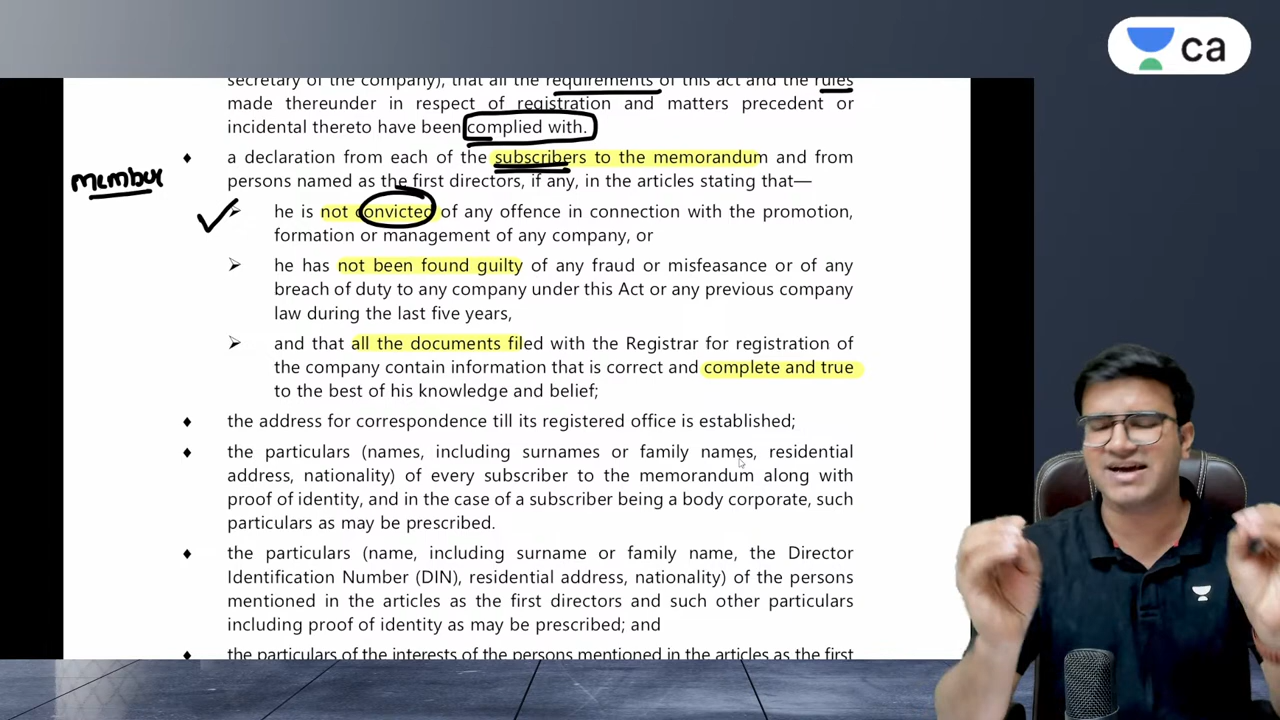 ca
secretary of the company), that all the requirements of this act and the rules
made thereunder in respect of registration and matters precedent or
incidental thereto have been complied with.
♦ a declaration from each of the subscribers to the memorandum and from
member
persons named as the first directors, if any, in the articles stating that—
➢ he is not convicted of any offence in connection with the promotion,
formation or management of any company, or
➢ he has not been found guilty of any fraud or misfeasance or of any
breach of duty to any company under this Act or any previous company
law during the last five years,
➢ and that all the documents filed with the Registrar for registration of
the company contain information that is correct and complete and true
to the best of his knowledge and belief;
♦ the address for correspondence till its registered office is established;
♦ the particulars (names, including surnames or family names, residential
address, nationality) of every subscriber to the memorandum along with
proof of identity, and in the case of a subscriber being a body corporate, such
particulars as may be prescribed.
♦ the particulars (name, including surname or family name, the Director
Identification Number (DIN), residential address, nationality) of the persons
mentioned in the articles as the first directors and such other particulars
including proof of identity as may be prescribed; and
♦ the particulars of the interests of the persons mentioned in the articles as the first